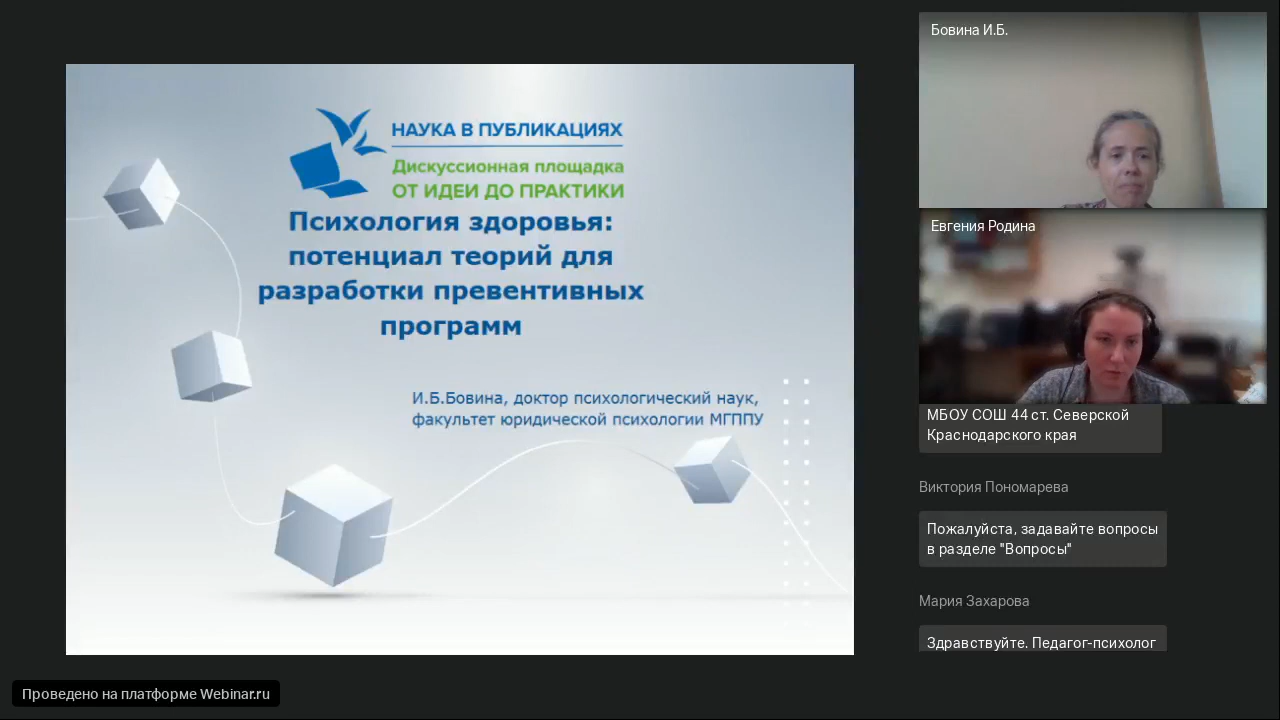 НАУКА В ПУБЛИКАЦИЯХ
Дискуссионная площадка
ОТ ИДЕИ ДО ПРАКТИКИ
Психология здоровья:
потенциал теорий для
разработки превентивных
программ
И.Б.Бовина, доктор психологический наук,
факультет юридической психологии МГППУ
Бовина И.Б.
Евгения Родина
МБОУ СОШ 44 ст. Северской
Краснодарского края
Виктория Пономарева
Пожалуйста, задавайте вопросы
в разделе "Вопросы"
Мария Захарова
Здравствуйте. Педагог-психолог
Проведено на платформе Webinar.ru